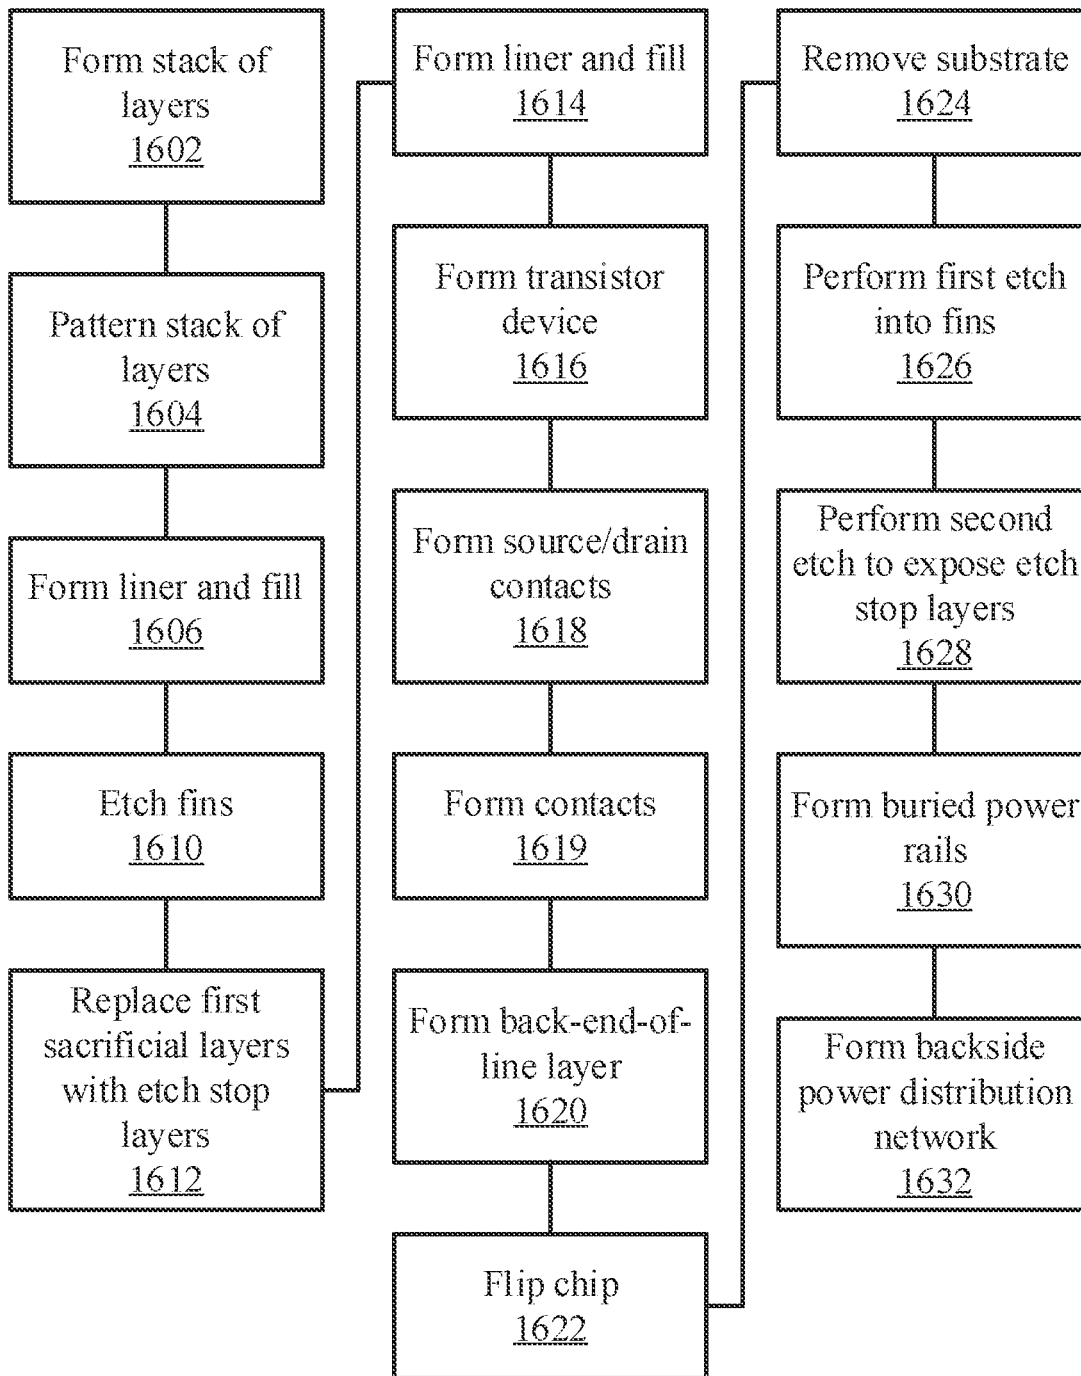 Form stack of
layers
1602
Pattern stack of
layers
1604
Form liner and fill
1606
Etch fins
1610
Replace first
sacrificial layers
with etch stop
layers
1612
Form liner and fill
1614
Form transistor
device
1616
Form source/drain
contacts
1618
Form contacts
1619
Form back-end-of-
line layer
1620
Flip chip
1622
Remove substrate
1624
Perform first etch
into fins
1626
Perform second
etch to expose etch
stop layers
1628
Form buried power
rails
1630
Form backside
power distribution
network
1632